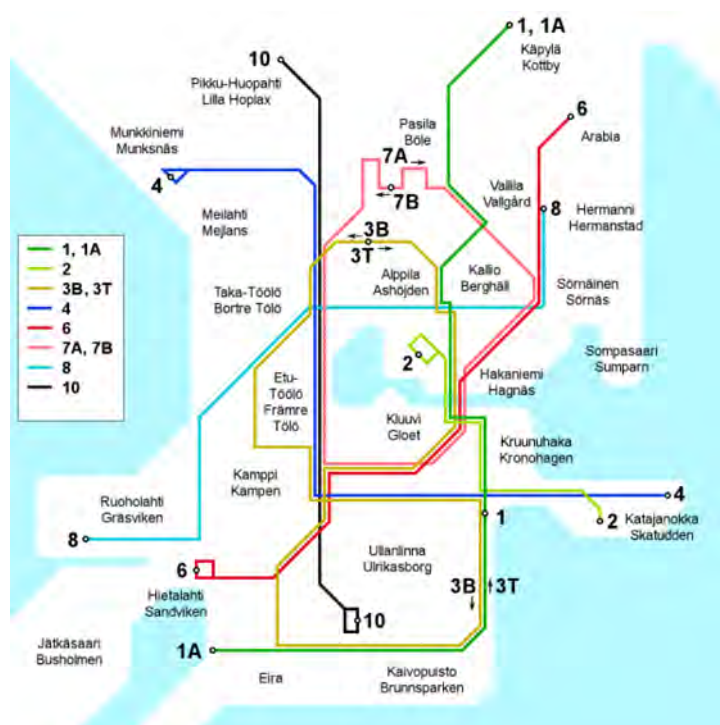 1, 1A
Käpylä
Kottby
10
Pikku-Huopahti
Lilla Hoplax
6
Arabia
Munkkiniemi
Munksnäs
Pasila
Böle
7A
7B
4
Vallila
Vallgård
8
Hermanni
Hermanstad
Meilahti
Mejlans
3B
3T
1, 1A
2
3B, 3T
4
6
7A, 7B
8
10
Alppila
Ashöjden
Kallio
Berghäll
Sörnäinen
Sörnäs
Taka-Töölö
Bortre Tölö
2
Sompasaari
Sumparn
Hakaniemi
Hagnäs
Etu-
Töölö
Främre
Tölö
Kluuvi
Gloet
Kruunuhaka
Kronohagen
Kamppi
Kampen
4
Ruoholahti
Gräsviken
1
2
Katajanokka
Skatudden
8
Ullanlinna
Ulrikasborg
6
3B
3T
Hietalahti
Sandviken
10
Jätkäsaari
Busholmen
1A
Eira
Kaivopuisto
Brunnsparken